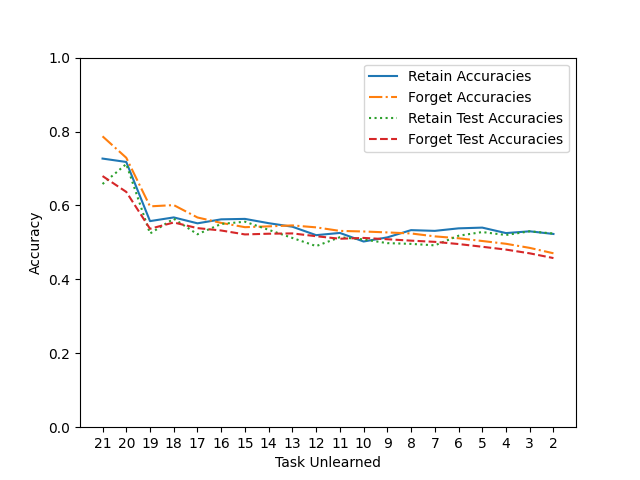 1.0
0.8
0.6
0.4
0.2
0.0
Accuracy
Retain Accuracies
Forget Accuracies
Retain Test Accuracies
Forget Test Accuracies
21 20 19 18 17 16 15 14 13 12 11 10 9 8 7 6 5 4 3 2
Task Unlearned